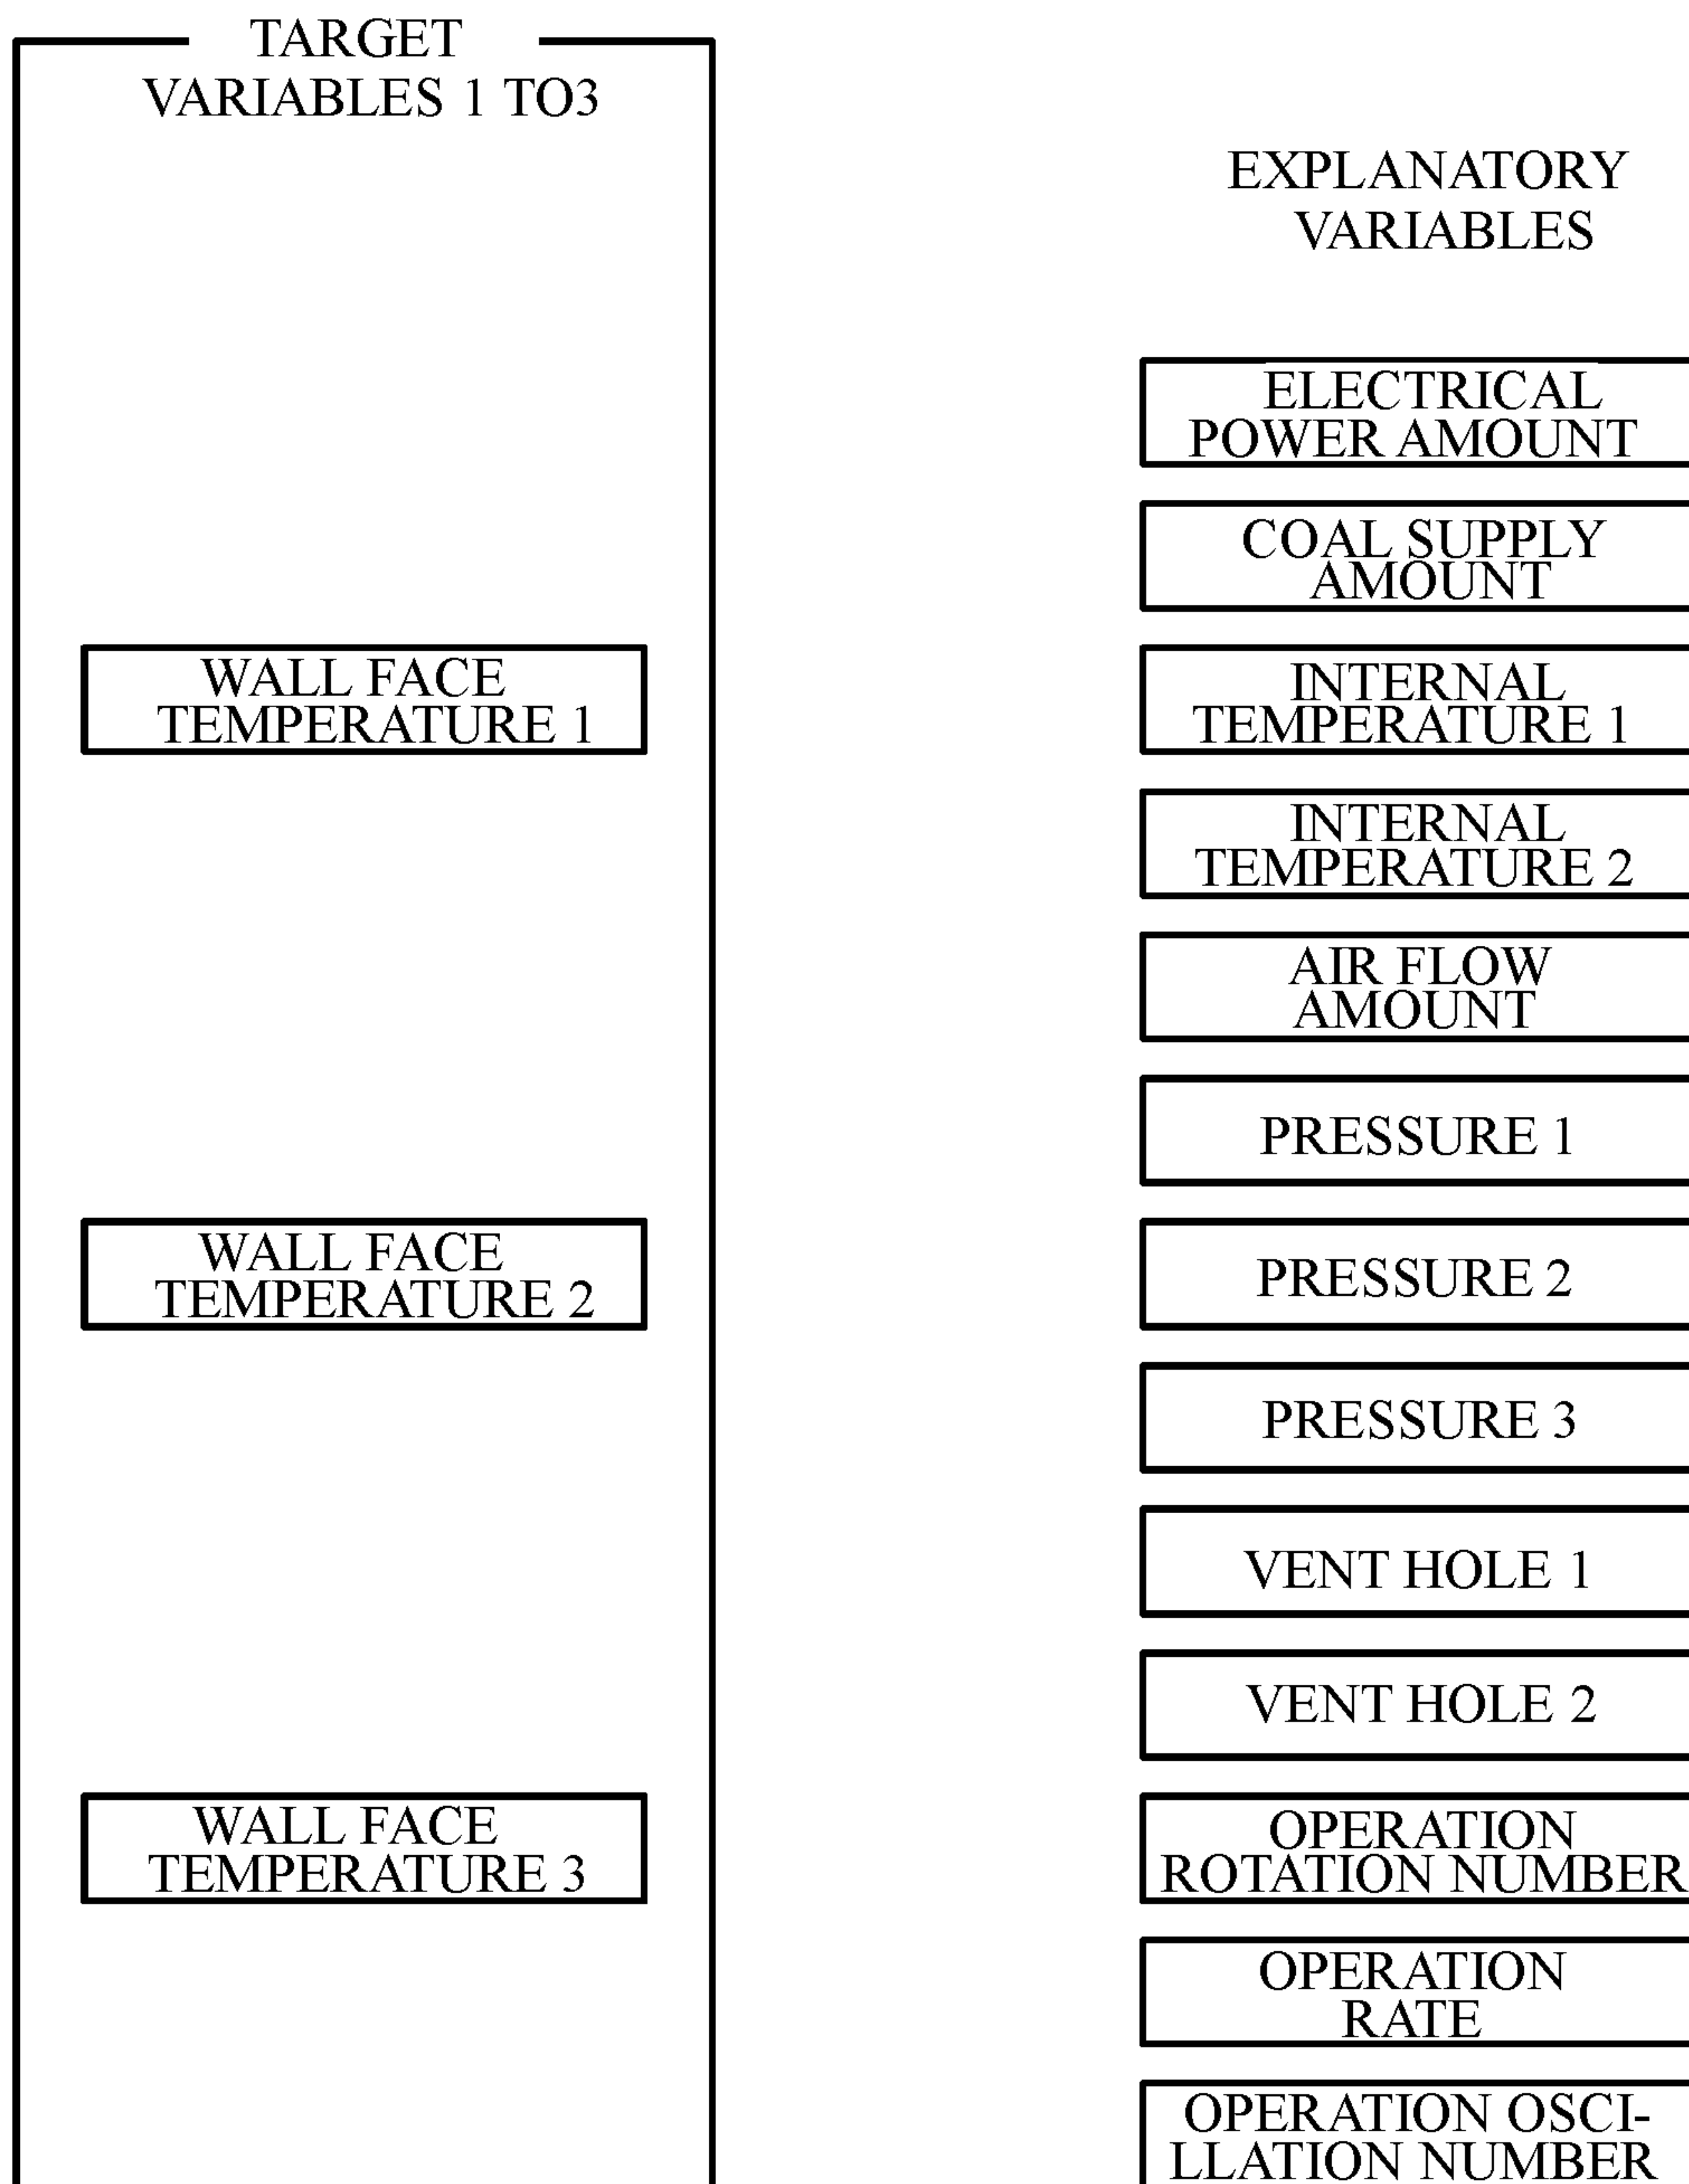 TARGET
VARIABLES 1 TO3
WALL FACE
TEMPERATURE 1
WALL FACE
TEMPERATURE 2
WALL FACE
TEMPERATURE 3
EXPLANATORY
VARIABLES
ELECTRICAL
POWER AMOUNT
COAL SUPPLY
AMOUNT
INTERNAL
TEMPERATURE 1
INTERNAL
TEMPERATURE 2
AIR FLOW
AMOUNT
PRESSURE 1
PRESSURE 2
PRESSURE 3
VENT HOLE 1
VENT HOLE 2
OPERATION
ROTATION NUMBER
OPERATION
RATE
OPERATION OSCI-
LLATION NUMBER